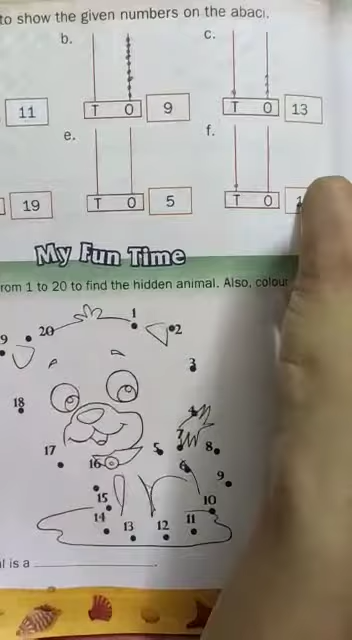 to show the given numbers on the abaci.
b.
c.
11
T O
9
T O
13
e.
f.
19
T O
5
T O
My Fun Time
rom 1 to 20 to find the hidden animal. Also, colour
1
20
2
9
3
18
4
7
17
5
8
16
6
9
15
10
14
13
12
11
l is a